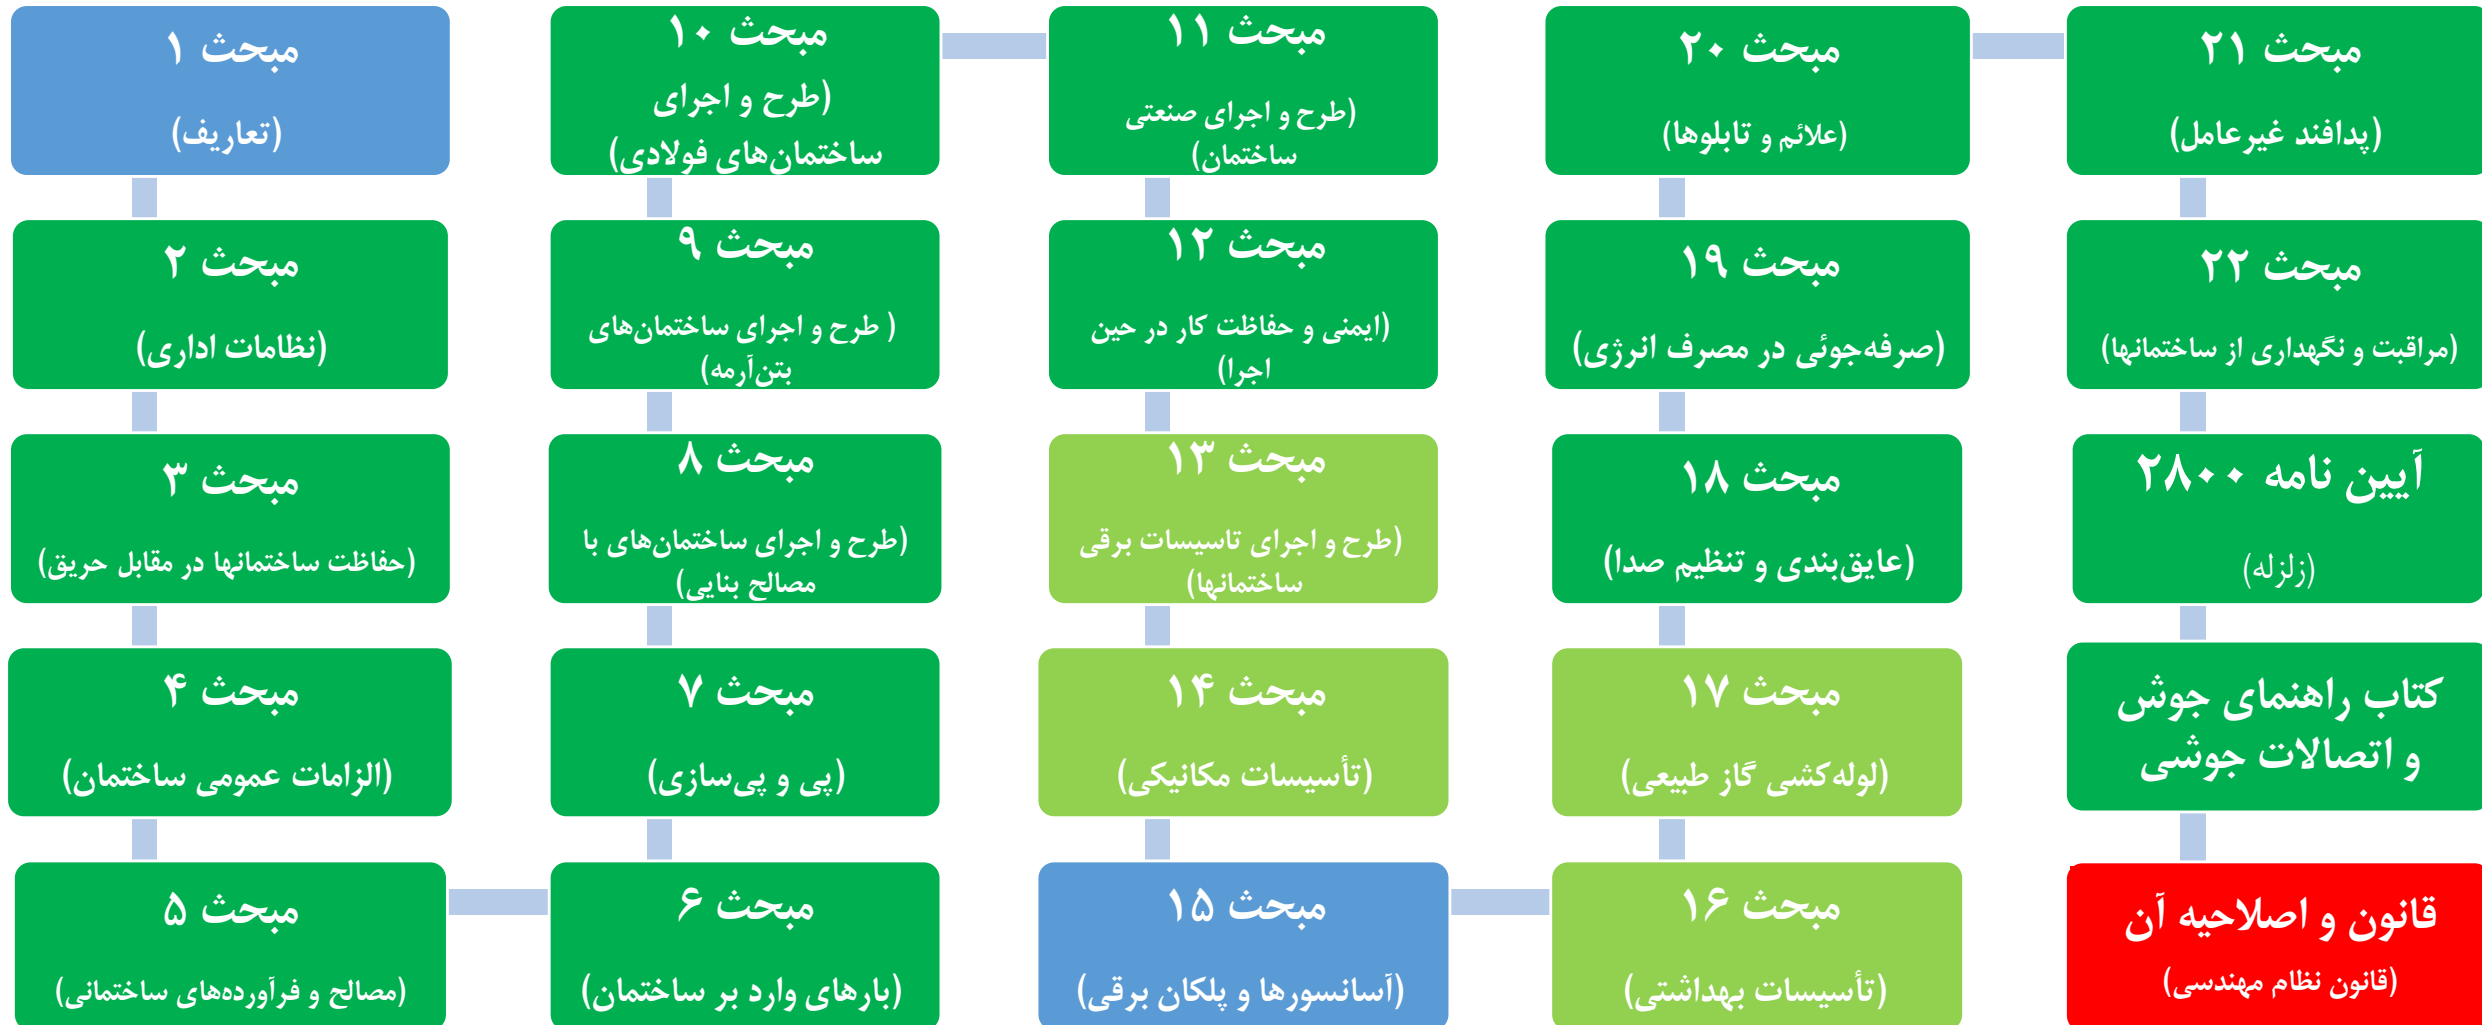 مبحث ۱
(تعاریف)
مبحث ۲
(نظامات اداری)
مبحث ۳
(حفاظت ساختمانها در مقابل حریق)
مبحث ۴
(الزامات عمومی ساختمان)
مبحث ۵
(مصالح و فرآورده‌های ساختمانی)
مبحث ۶
(بارهای وارد بر ساختمان)
مبحث ۷
(پی و پی‌سازی)
مبحث ۸
(طرح و اجرای ساختمان‌های با
مصالح بنایی)
مبحث ۹
( طرح و اجرای ساختمان‌های
بتن‌آرمه)
مبحث ۱۰
(طرح و اجرای
ساختمان‌های فولادی)
مبحث ۱۱
(طرح و اجرای صنعتی
ساختمان)
مبحث ۱۲
(ایمنی و حفاظت کار در حین
اجرا)
مبحث ۱۳
(طرح و اجرای تاسیسات برقی
ساختمانها)
مبحث ۱۴
(تأسیسات مکانیکی)
مبحث ۱۵
(آسانسورها و پلکان برقی)
مبحث ۱۶
(تأسیسات بهداشتی)
مبحث ۱۷
(لوله‌کشی گاز طبیعی)
مبحث ۱۸
(عایق‌بندی و تنظیم صدا)
مبحث ۱۹
(صرفه‌جوئی در مصرف انرژی)
مبحث ۲۰
(علائم و تابلوها)
مبحث ۲۱
(پدافند غیرعامل)
مبحث ۲۲
(مراقبت و نگهداری از ساختمانها)
آیین نامه ۲۸۰۰
(زلزله)
کتاب راهنمای جوش
و اتصالات جوشی
قانون و اصلاحیه آن
(قانون نظام مهندسی)